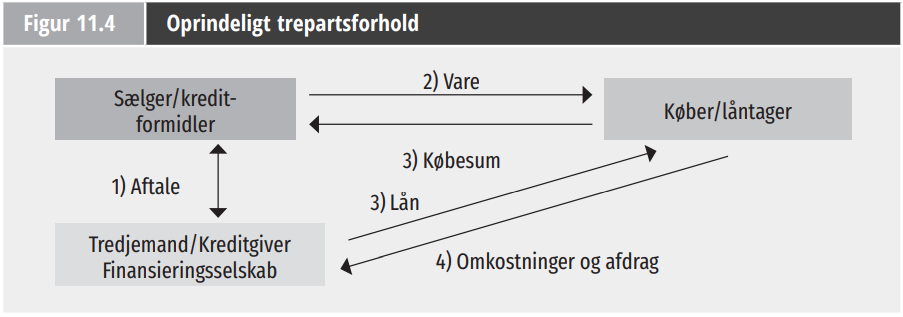 Figur 11.4
Oprindeligt trepartsforhold
Sælger/kredit-
formidler
2) Vare
Køber/låntager
3) Købesum
1) Aftale
3) Lån
Tredjemand/Kreditgiver
Finansieringsselskab
4) Omkostninger og afdrag